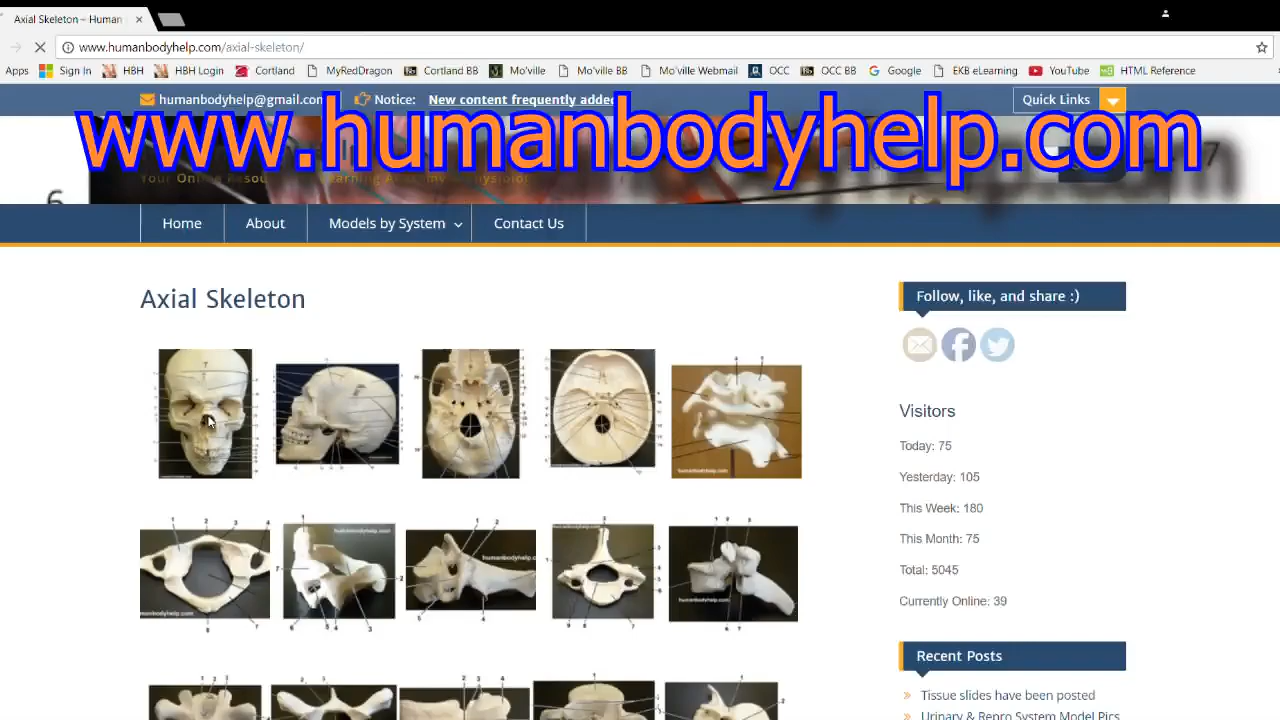 Axial Skeleton – Human
www.humanbodyhelp.com/axial-skeleton/
Apps Sign In HBH HBH Login Cortland MyRedDragon Cortland BB Mo'ville Mo'ville BB Mo'ville Webmail OCC OCC BB Google EKB eLearning YouTube HTML Reference
humanbodyhelp@gmail.com Notice: New content frequently added Quick Links
www.humanbodyhelp.com
Your Online
Home About Models by System Contact Us
Axial Skeleton
Follow, like, and share :)
Visitors
Today: 75
Yesterday: 105
This Week: 180
This Month: 75
Total: 5045
Currently Online: 39
Recent Posts
Tissue slides have been posted
Urinary & Repro System Model Pics